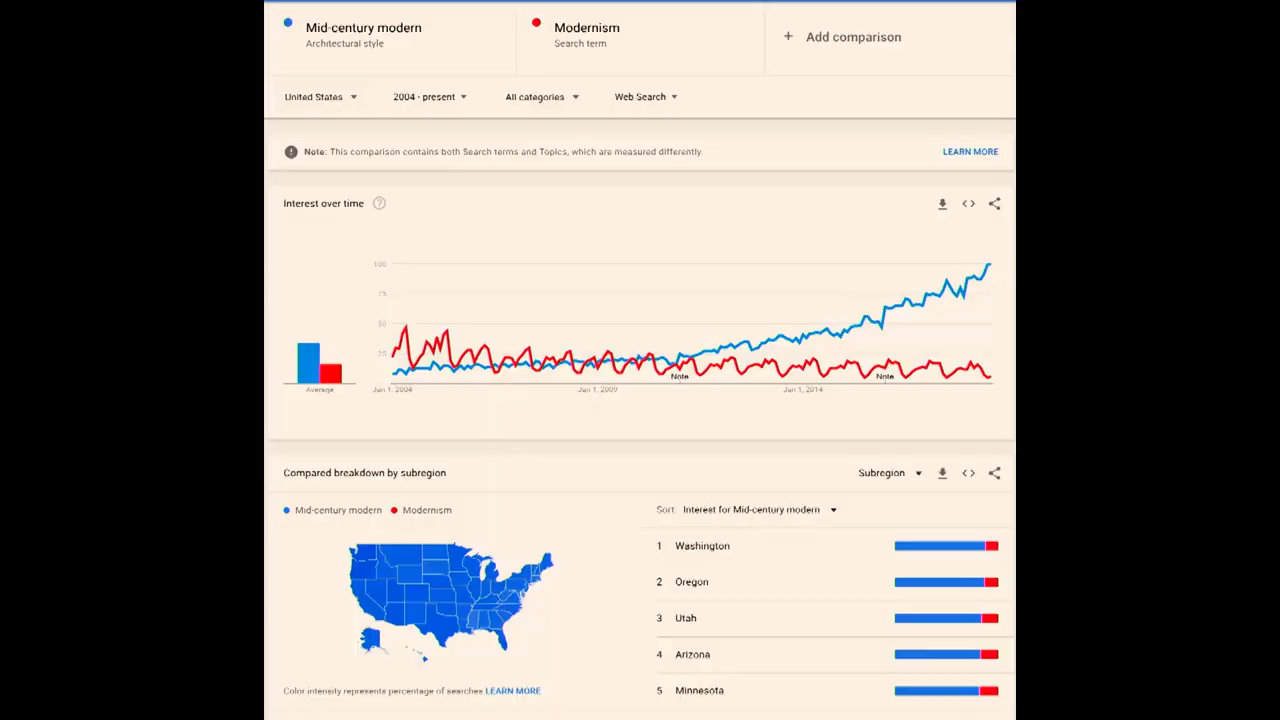 Mid-century modern
Architectural style
Modernism
Search term
+ Add comparison
United States
2004 - present
All categories
Web Search
Note: This comparison contains both Search terms and Topics, which are measured differently.
LEARN MORE
Interest over time
100
75
50
25
Average
Note
Note
Jan 1, 2004
Jan 1, 2009
Jan 1, 2014
Compared breakdown by subregion
Subregion
Mid-century modern
Modernism
Sort: Interest for Mid-century modern
1 Washington
2 Oregon
3 Utah
4 Arizona
5 Minnesota
Color intensity represents percentage of searches LEARN MORE